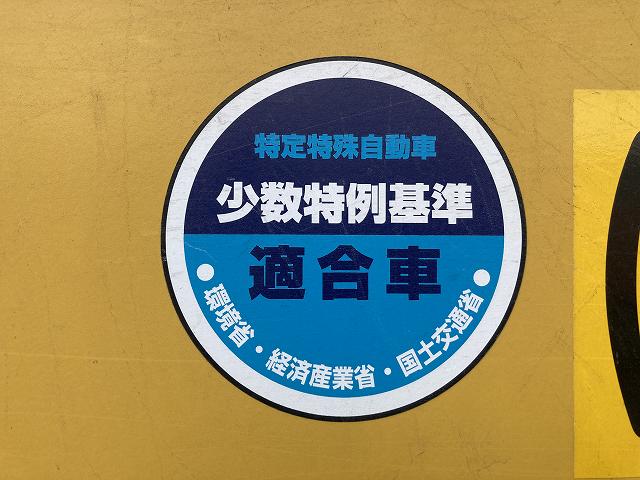 特定特殊自動車
少数特例基準
適合車
●環境省・経済産業省・国土交通省●